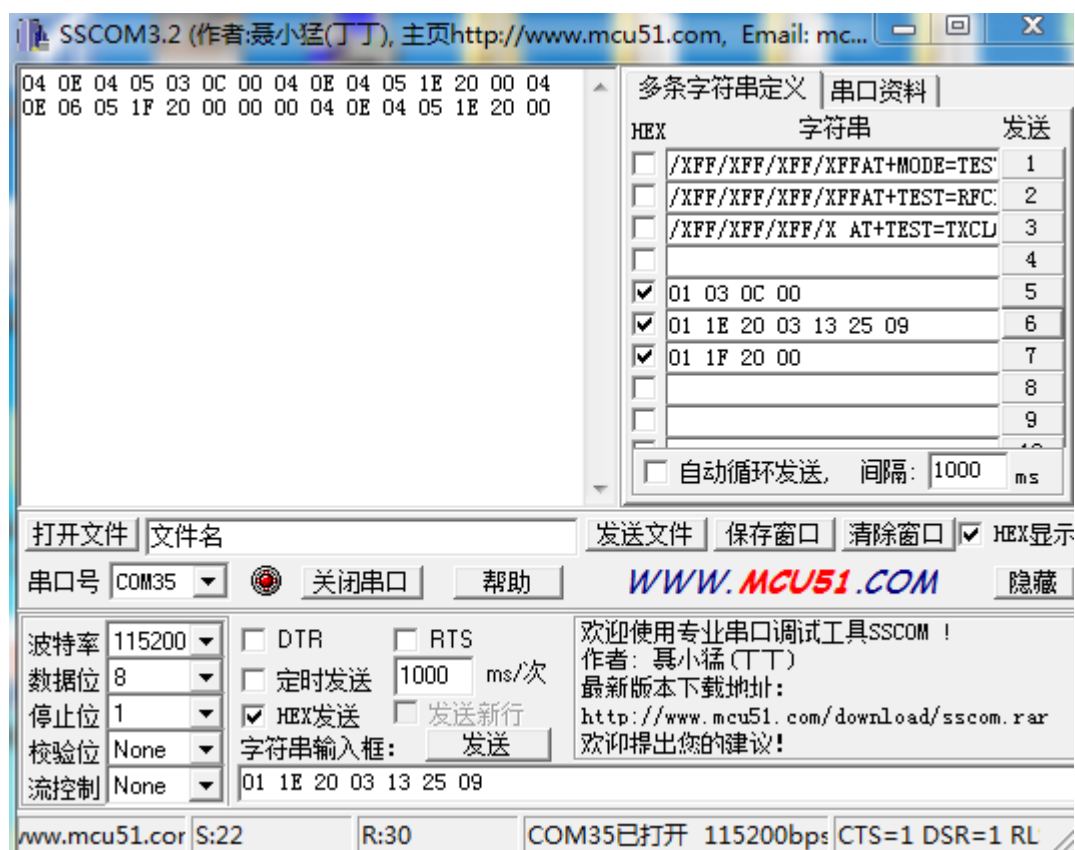 SSCOM3.2 (作者:聂小猛(丁丁), 主页http://www.mcu51.com, Email: mc...
04 0E 04 05 03 0C 00 04 0E 04 05 1E 20 00 04
0E 06 05 1F 20 00 00 00 04 0E 04 05 1E 20 00
多条字符串定义 串口资料
HEX 字符串 发送
/XFF/XFF/XFF/XFFAT+MODE=TES 1
/XFF/XFF/XFF/XFFAT+TEST=RFC 2
/XFF/XFF/XFF/X AT+TEST=TXCL 3
4
01 03 0C 00 5
01 1E 20 03 13 25 09 6
01 1F 20 00 7
8
9
自动循环发送, 间隔: 1000 ms
打开文件 文件名 发送文件 保存窗口 清除窗口 HEX显示
串口号 COM35 关闭串口 帮助 WWW.MCU51.COM 隐藏
波特率 115200 DTR RTS
数据位 8 定时发送 1000 ms/次
停止位 1 HEX发送 发送新行
校验位 None 字符串输入框: 发送
流控制 None 01 1E 20 03 13 25 09
欢迎使用专业串口调试工具SSCOM !
作者: 聂小猛(丁丁)
最新版本下载地址:
http://www.mcu51.com/download/sscom.rar
欢迎提出您的建议!
www.mcu51.cor S:22 R:30 COM35已打开 115200bps CTS=1 DSR=1 RL